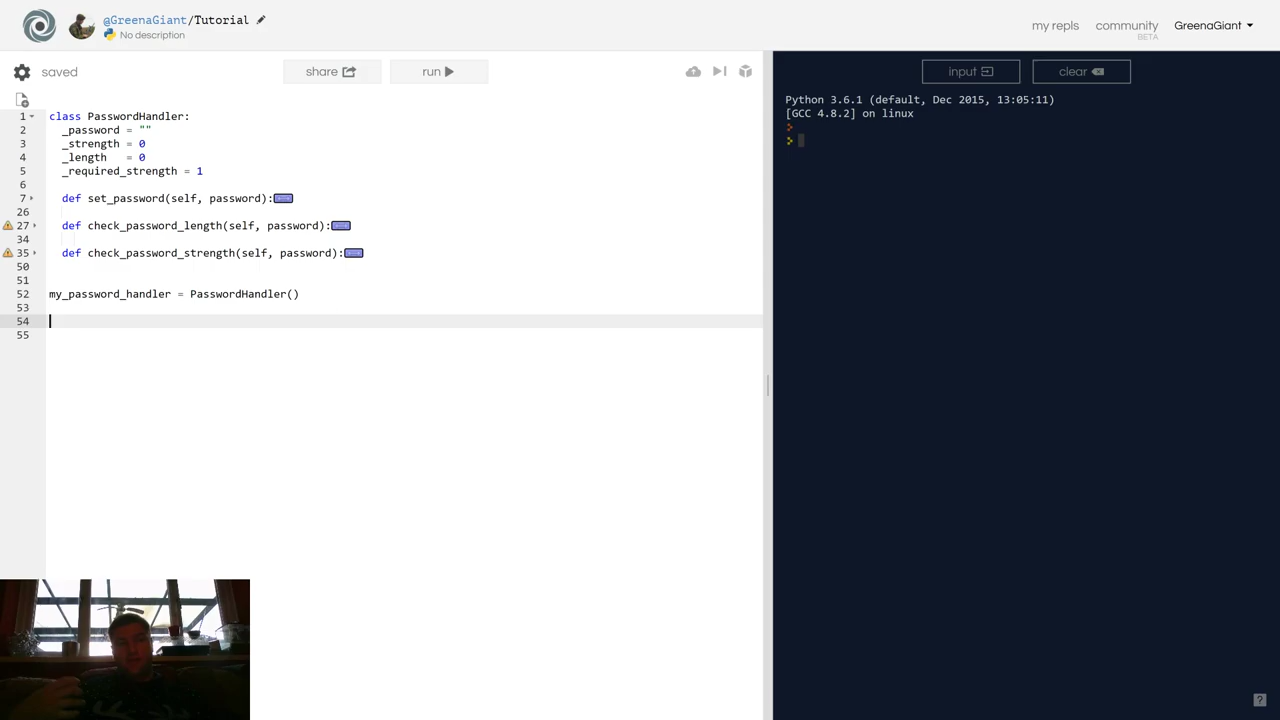 @GreenaGiant/Tutorial
No description
my repls
community
BETA
GreenaGiant
saved
share
run
input
clear
1 class PasswordHandler:
2 _password = ""
3 _strength = 0
4 _length   = 0
5 _required_strength = 1
6
7 def set_password(self, password):
26
27 def check_password_length(self, password):
34
35 def check_password_strength(self, password):
50
51
52 my_password_handler = PasswordHandler()
53
54
55
Python 3.6.1 (default, Dec 2015, 13:05:11)
[GCC 4.8.2] on linux
?